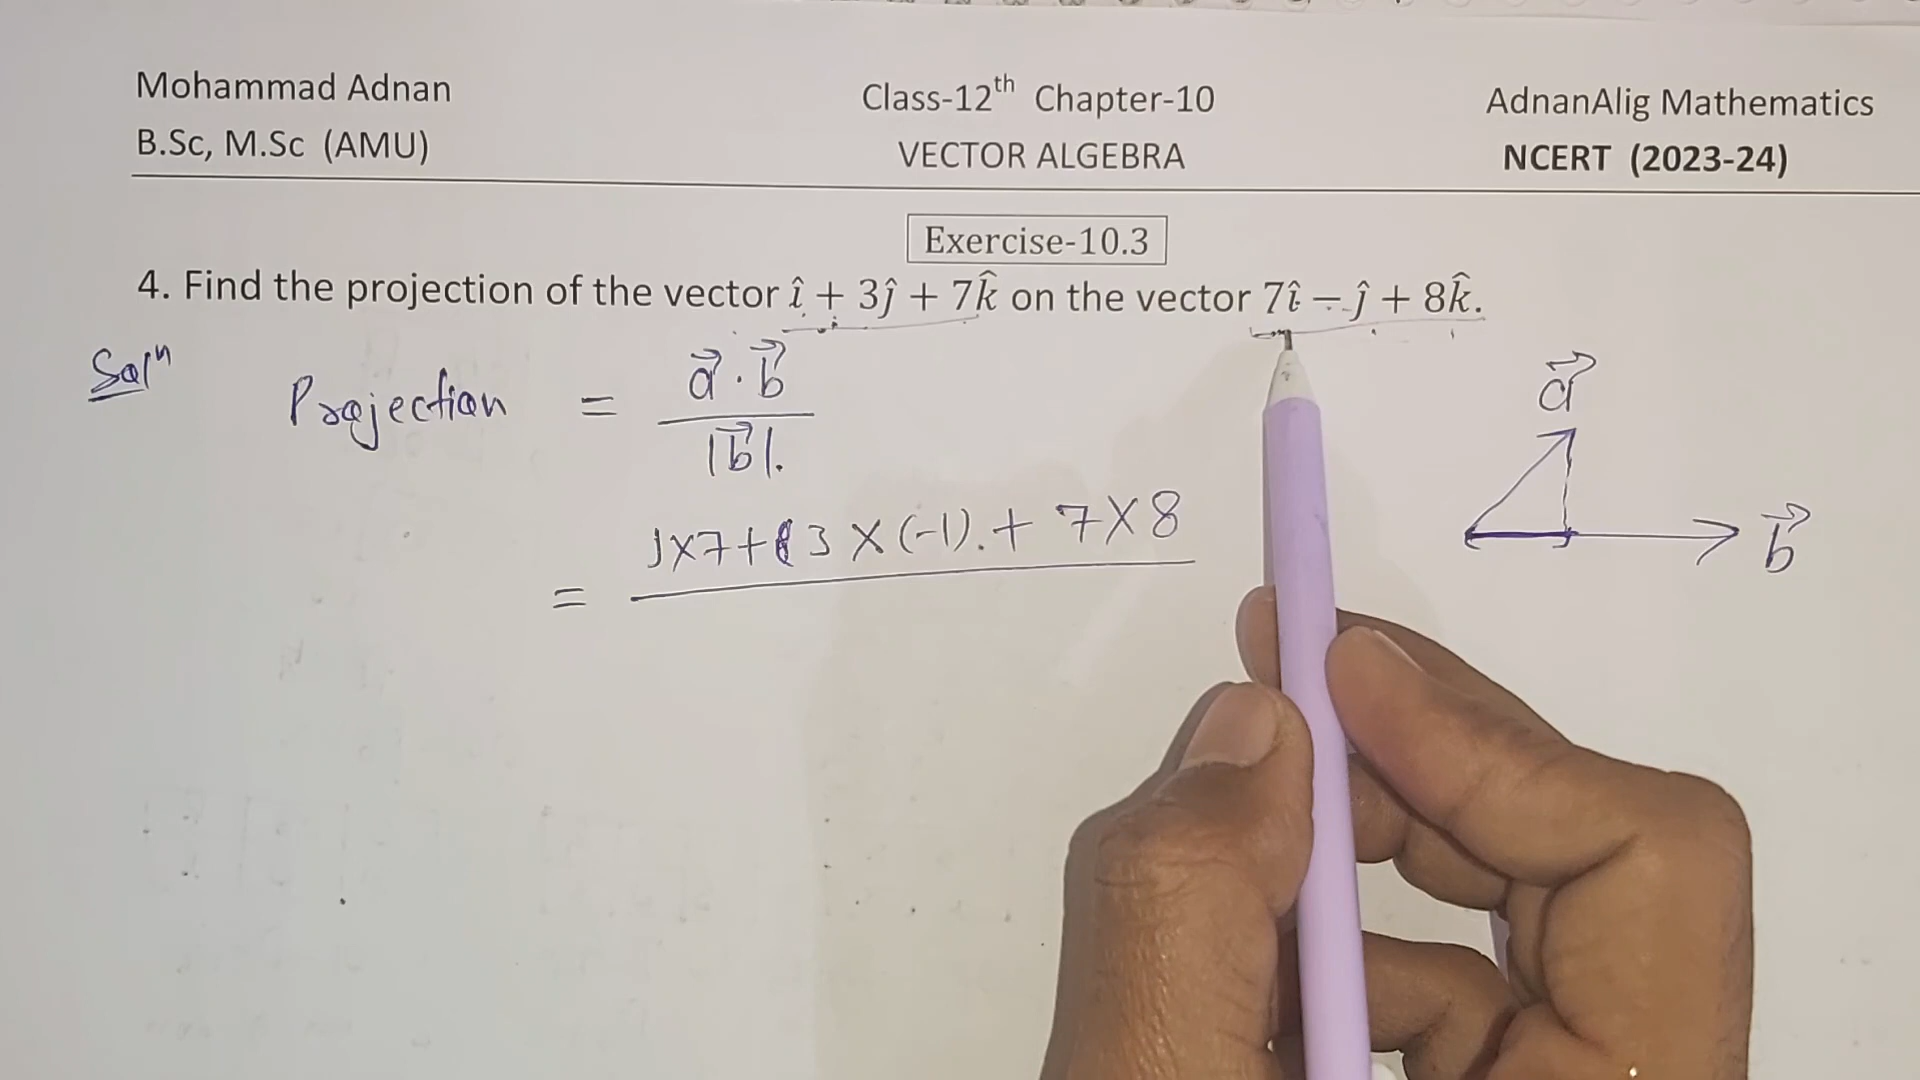 Mohammad Adnan
B.Sc, M.Sc (AMU)
Class-12th Chapter-10
VECTOR ALGEBRA
AdnanAlig Mathematics
NCERT (2023-24)
Exercise-10.3
4. Find the projection of the vector î + 3ĵ + 7k̂ on the vector 7î − ĵ + 8k̂.
Solⁿ
Projection = a⃗ · b⃗ / |b⃗|.
= 1×7+3×(-1).+7×8
a⃗
b⃗